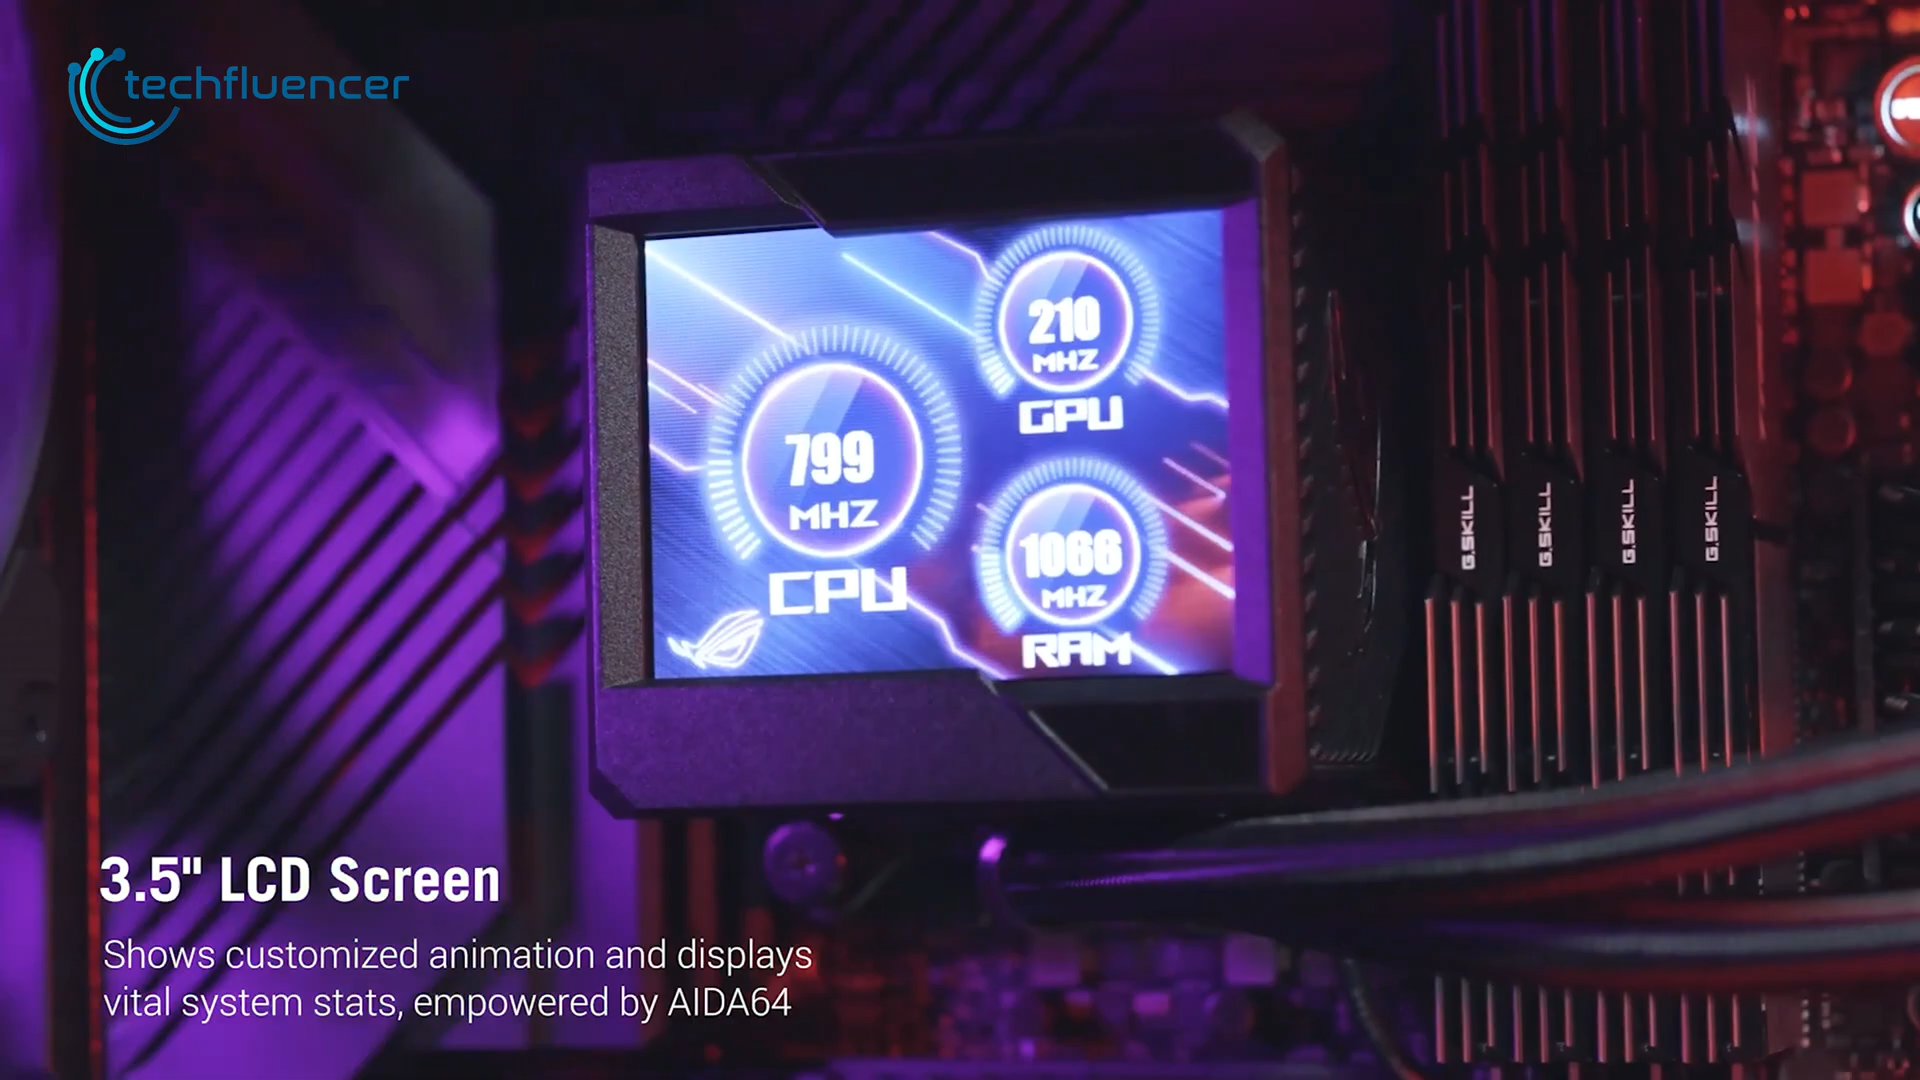 techfluencer
210
MHZ
GPU
799
MHZ
CPU
1066
MHZ
RAM
G.SKILL
G.SKILL
G.SKILL
G.SKILL
3.5" LCD Screen
Shows customized animation and displays
vital system stats, empowered by AIDA64